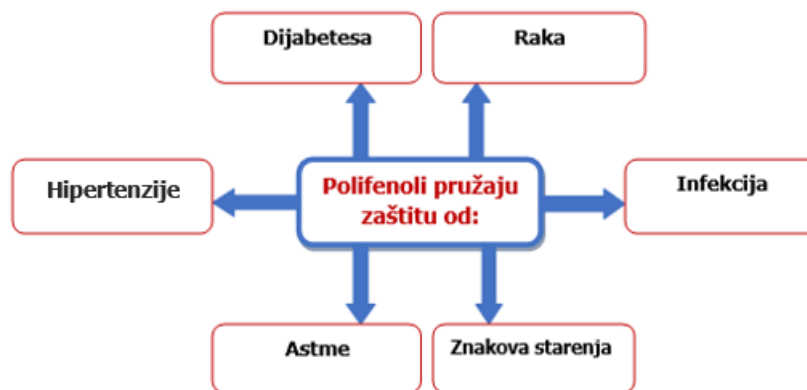 Dijabetesa
Raka
Hipertenzije
Polifenoli pružaju
zaštitu od:
Infekcija
Astme
Znakova starenja